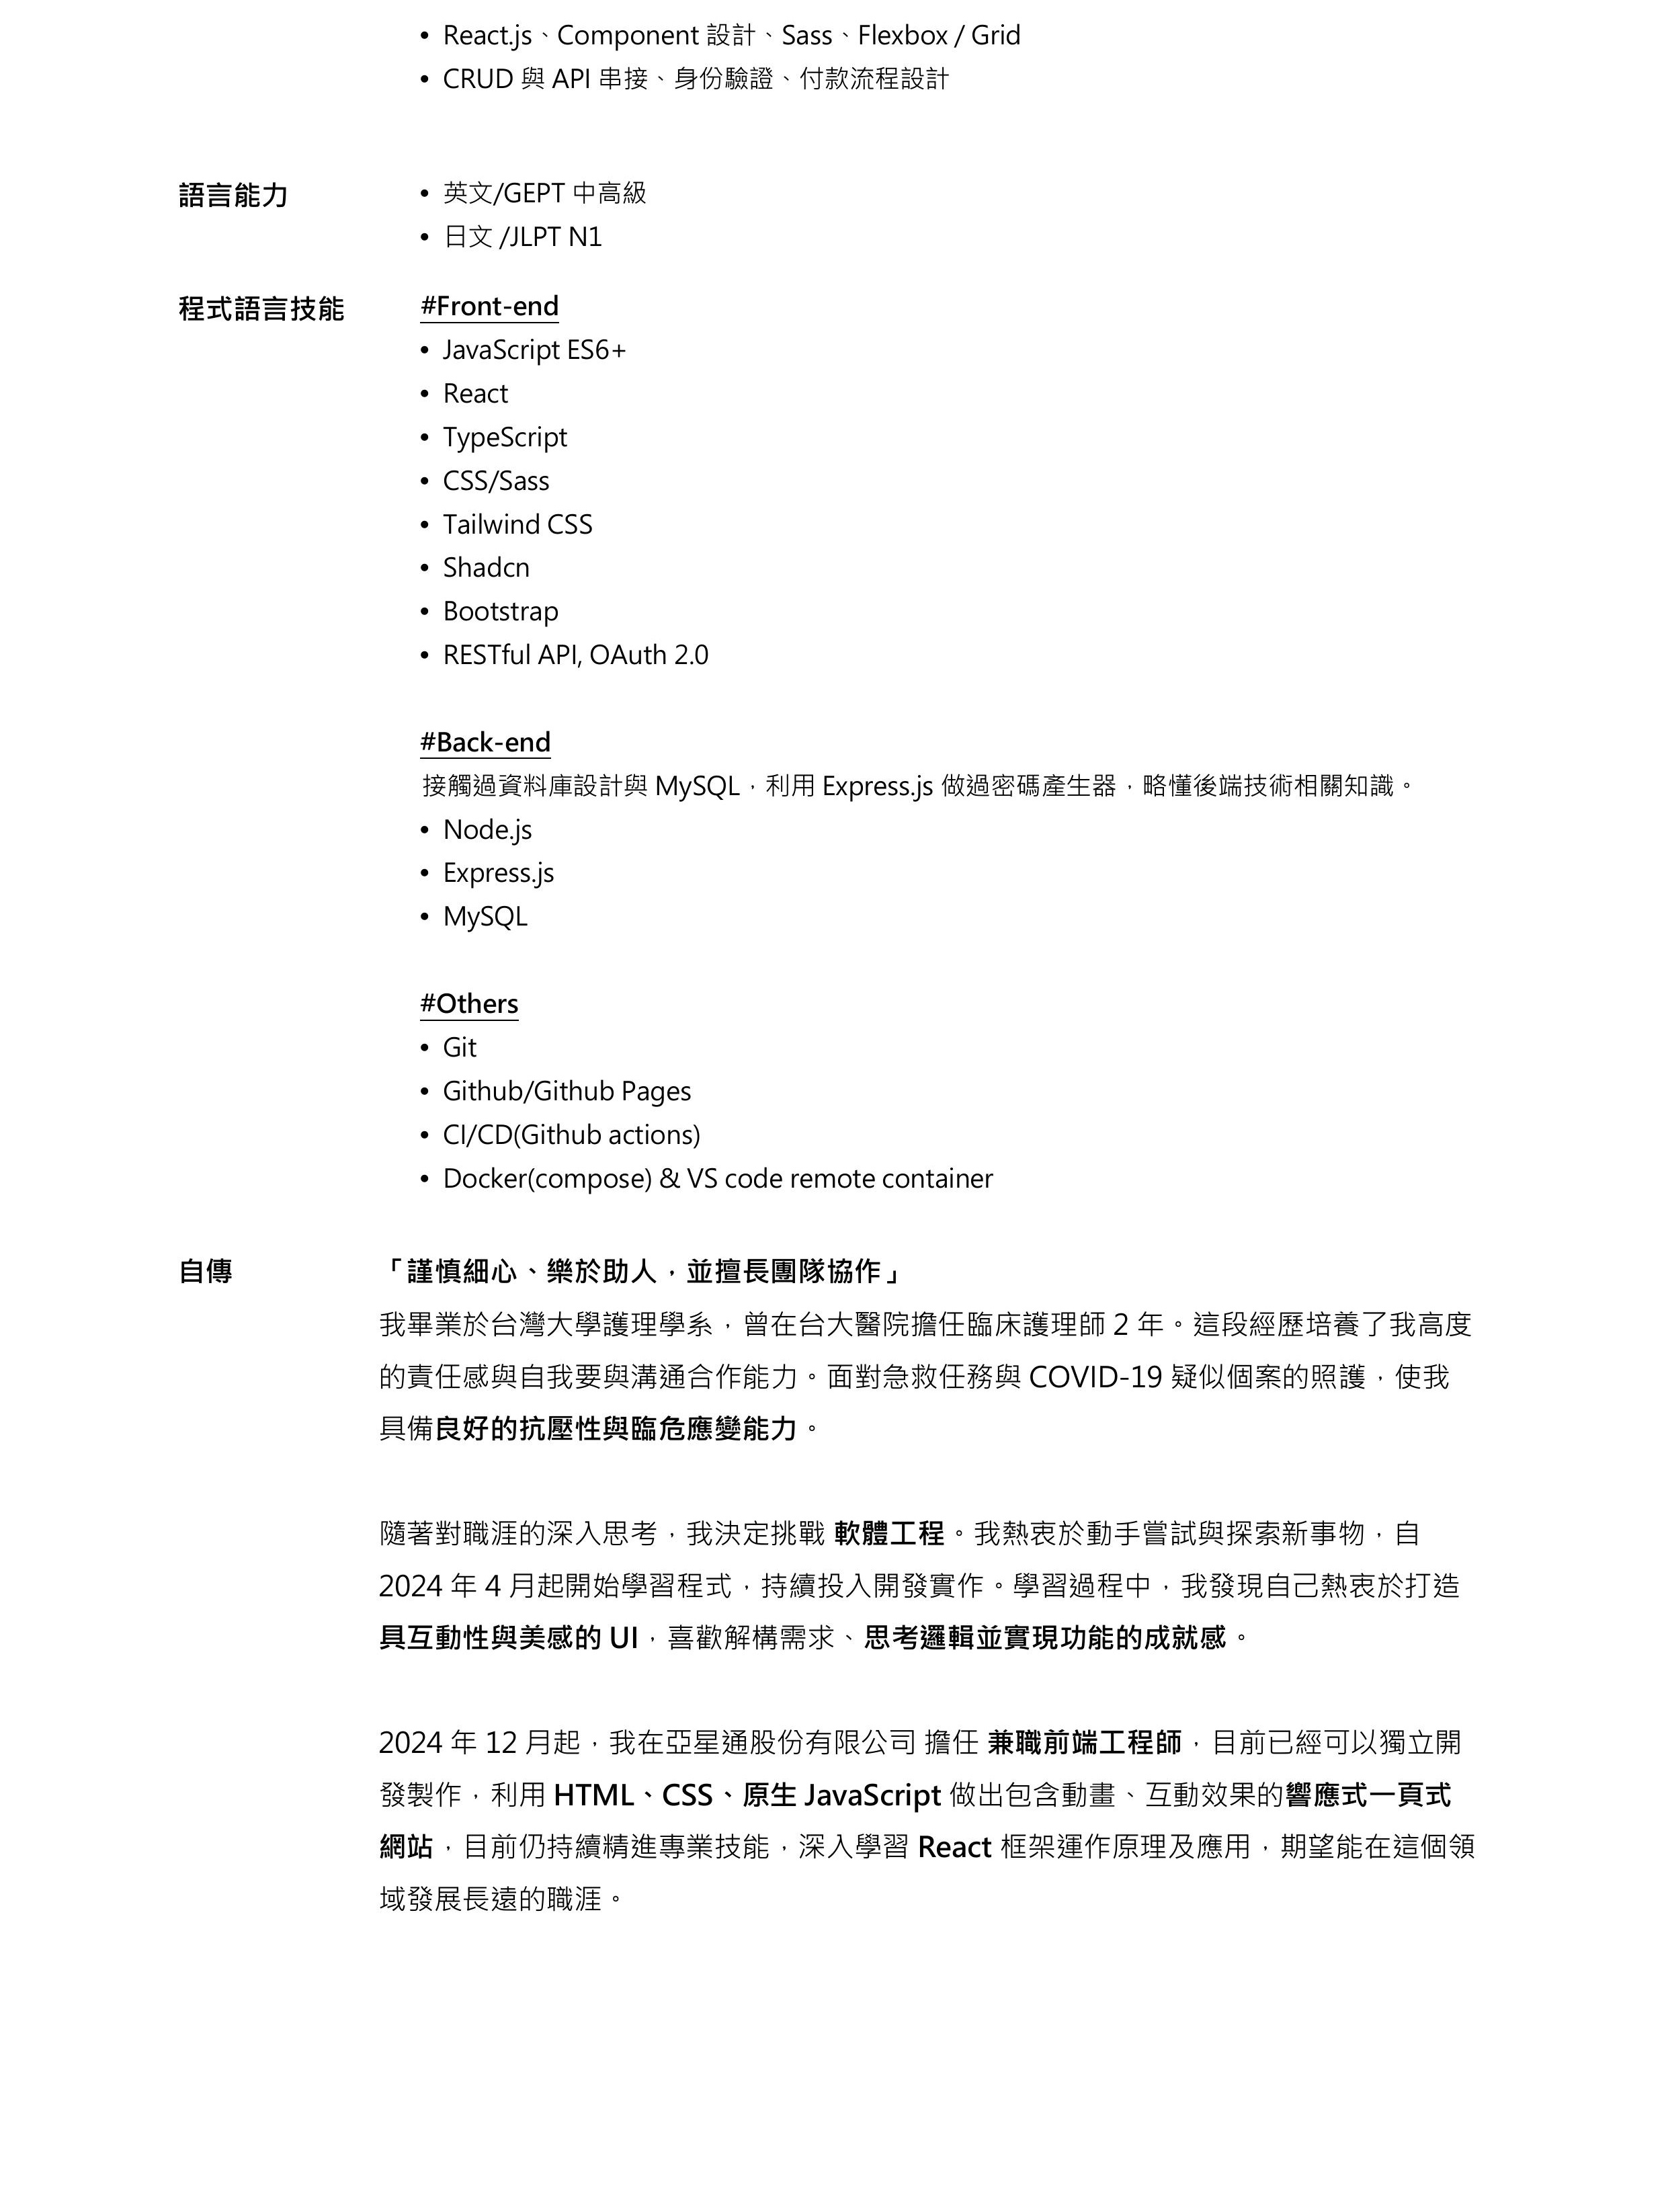 • React.js、Component 設計、Sass、Flexbox / Grid
• CRUD 與 API 串接、身份驗證、付款流程設計
語言能力
• 英文/GEPT 中高級
• 日文 /JLPT N1
程式語言技能
#Front-end
• JavaScript ES6+
• React
• TypeScript
• CSS/Sass
• Tailwind CSS
• Shadcn
• Bootstrap
• RESTful API, OAuth 2.0
#Back-end
接觸過資料庫設計與 MySQL，利用 Express.js 做過密碼產生器，略懂後端技術相關知識。
• Node.js
• Express.js
• MySQL
#Others
• Git
• Github/Github Pages
• CI/CD(Github actions)
• Docker(compose) & VS code remote container
自傳
「謹慎細心、樂於助人，並擅長團隊協作」
我畢業於台灣大學護理學系，曾在台大醫院擔任臨床護理師 2 年。這段經歷培養了我高度
的責任感與自我要與溝通合作能力。面對急救任務與 COVID-19 疑似個案的照護，使我
具備良好的抗壓性與臨危應變能力。
隨著對職涯的深入思考，我決定挑戰 軟體工程。我熱衷於動手嘗試與探索新事物，自
2024 年 4 月起開始學習程式，持續投入開發實作。學習過程中，我發現自己熱衷於打造
具互動性與美感的 UI，喜歡解構需求、思考邏輯並實現功能的成就感。
2024 年 12 月起，我在亞星通股份有限公司 擔任 兼職前端工程師，目前已經可以獨立開
發製作，利用 HTML、CSS、原生 JavaScript 做出包含動畫、互動效果的響應式一頁式
網站，目前仍持續精進專業技能，深入學習 React 框架運作原理及應用，期望能在這個領
域發展長遠的職涯。